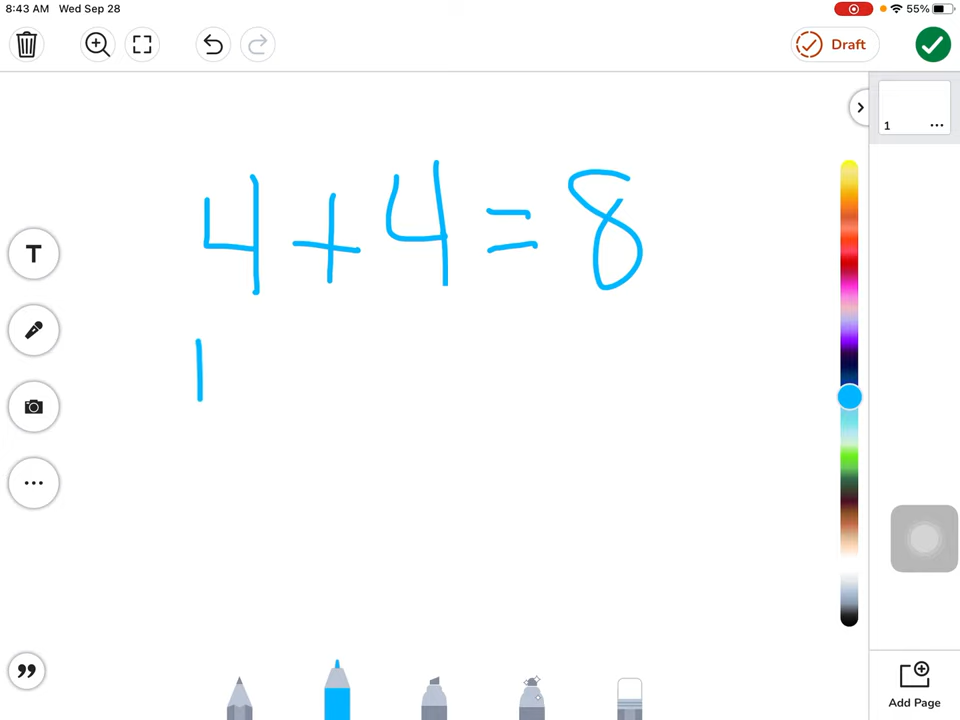 8:43 AM Wed Sep 28 55%
Draft
1 ...
4+4=8
T
|
Add Page